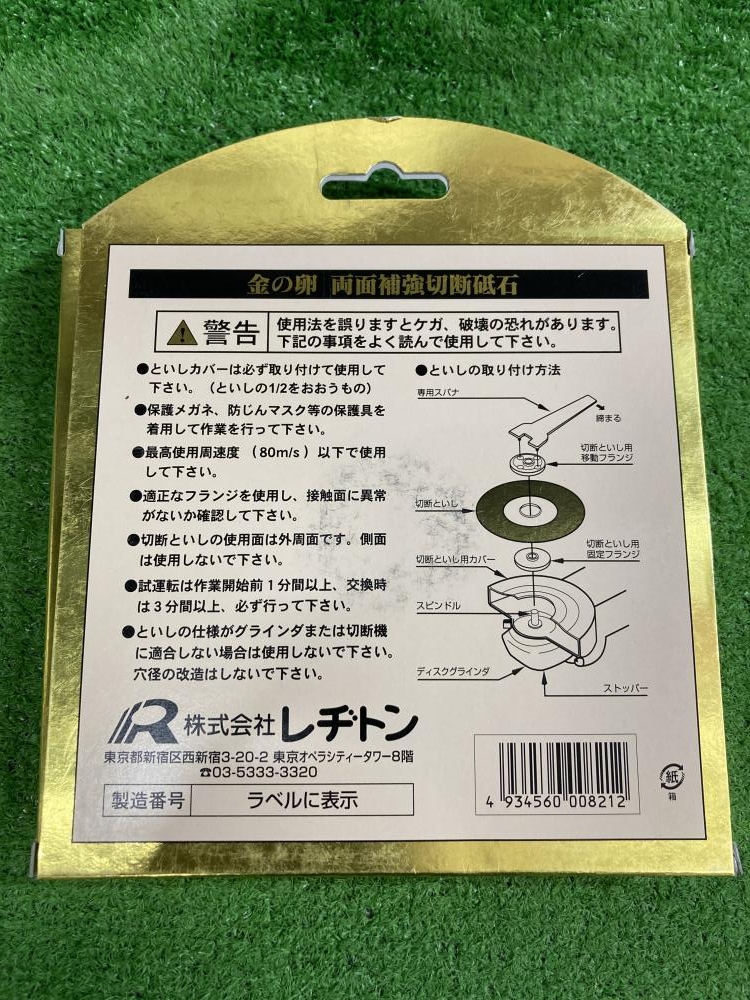 金の卵 両面補強切断砥石
警告
使用法を誤りますとケガ、破壊の恐れがあります。
下記の事項をよく読んで使用して下さい。
●といしカバーは必ず取り付けて使用して
下さい。（といしの1/2をおおうもの）
●保護メガネ、防じんマスク等の保護具を
着用して作業を行って下さい。
●最高使用周速度（80m/s）以下で使用
して下さい。
●適正なフランジを使用し、接触面に異常
がないか確認して下さい。
●切断といしの使用面は外周面です。側面
は使用しないで下さい。
●試運転は作業開始前１分間以上、交換時
は３分間以上、必ず行って下さい。
●といしの仕様がグラインダまたは切断機
に適合しない場合は使用しないで下さい。
穴径の改造はしないで下さい。
●といしの取り付け方法
専用スパナ
締まる
切断といし用
移動フランジ
切断といし
切断といし用
固定フランジ
切断といし用カバー
スピンドル
ディスクグラインダ
ストッパー
株式会社レヂトン
東京都新宿区西新宿3-20-2 東京オペラシティータワー8階
☎03-5333-3320
製造番号 ラベルに表示
4 934560 008212
紙
箱